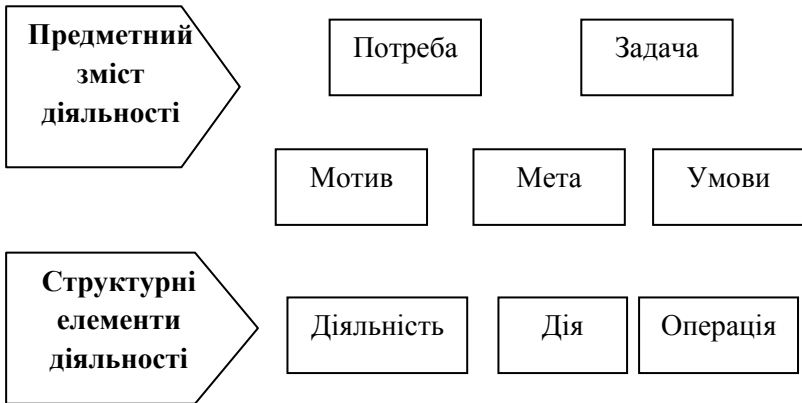 Предметний
зміст
діяльності
Потреба
Задача
Мотив
Мета
Умови
Структурні
елементи
діяльності
Діяльність
Дія
Операція